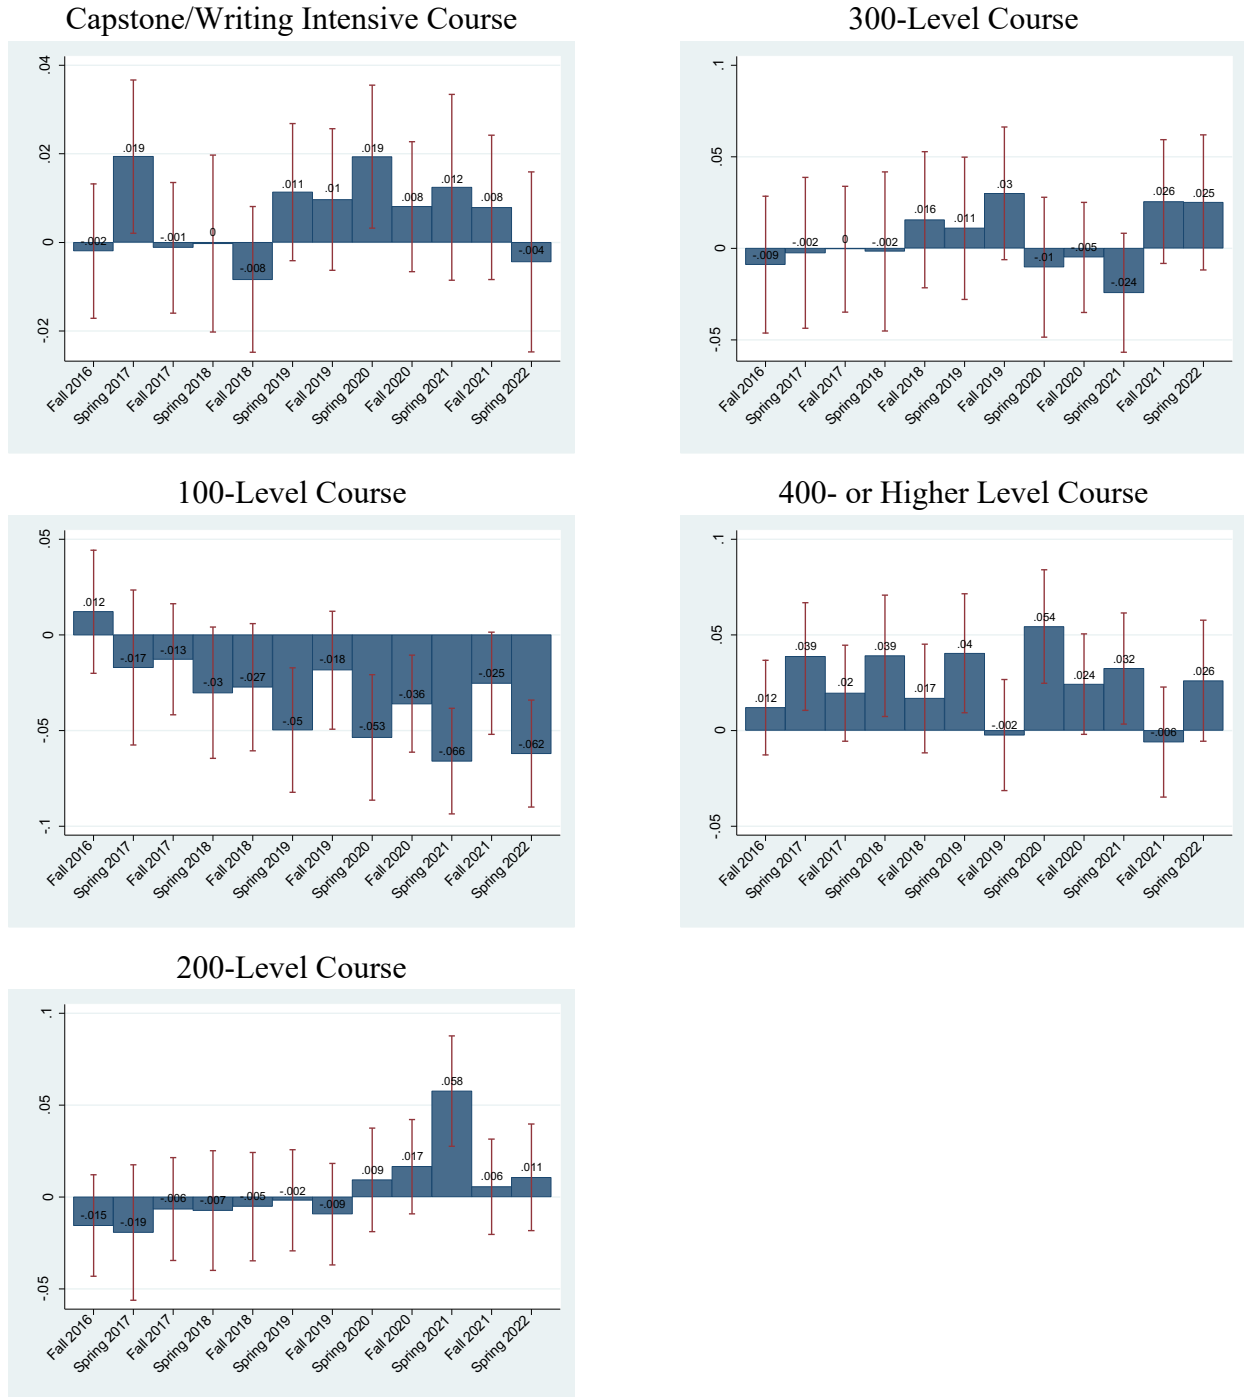 Capstone/Writing Intensive Course
.04
.02
0
-.02
-.002
.019
-.001
0
-.008
.011
.01
.019
.008
.012
.008
-.004
Fall 2016
Spring 2017
Fall 2017
Spring 2018
Fall 2018
Spring 2019
Fall 2019
Spring 2020
Fall 2020
Spring 2021
Fall 2021
Spring 2022
300-Level Course
.1
.05
0
-.05
-.009
-.002
0
-.002
.016
.011
.03
-.01
-.005
-.024
.026
.025
Fall 2016
Spring 2017
Fall 2017
Spring 2018
Fall 2018
Spring 2019
Fall 2019
Spring 2020
Fall 2020
Spring 2021
Fall 2021
Spring 2022
100-Level Course
.05
0
-.05
-.1
.012
-.017
-.013
-.03
-.027
-.05
-.018
-.053
-.036
-.066
-.025
-.062
Fall 2016
Spring 2017
Fall 2017
Spring 2018
Fall 2018
Spring 2019
Fall 2019
Spring 2020
Fall 2020
Spring 2021
Fall 2021
Spring 2022
400- or Higher Level Course
.1
.05
0
-.05
.012
.039
.02
.039
.017
.04
-.002
.054
.024
.032
-.006
.026
Fall 2016
Spring 2017
Fall 2017
Spring 2018
Fall 2018
Spring 2019
Fall 2019
Spring 2020
Fall 2020
Spring 2021
Fall 2021
Spring 2022
200-Level Course
.1
.05
0
-.05
-.015
-.019
-.006
-.007
-.005
-.002
-.009
.009
.017
.058
.006
.011
Fall 2016
Spring 2017
Fall 2017
Spring 2018
Fall 2018
Spring 2019
Fall 2019
Spring 2020
Fall 2020
Spring 2021
Fall 2021
Spring 2022